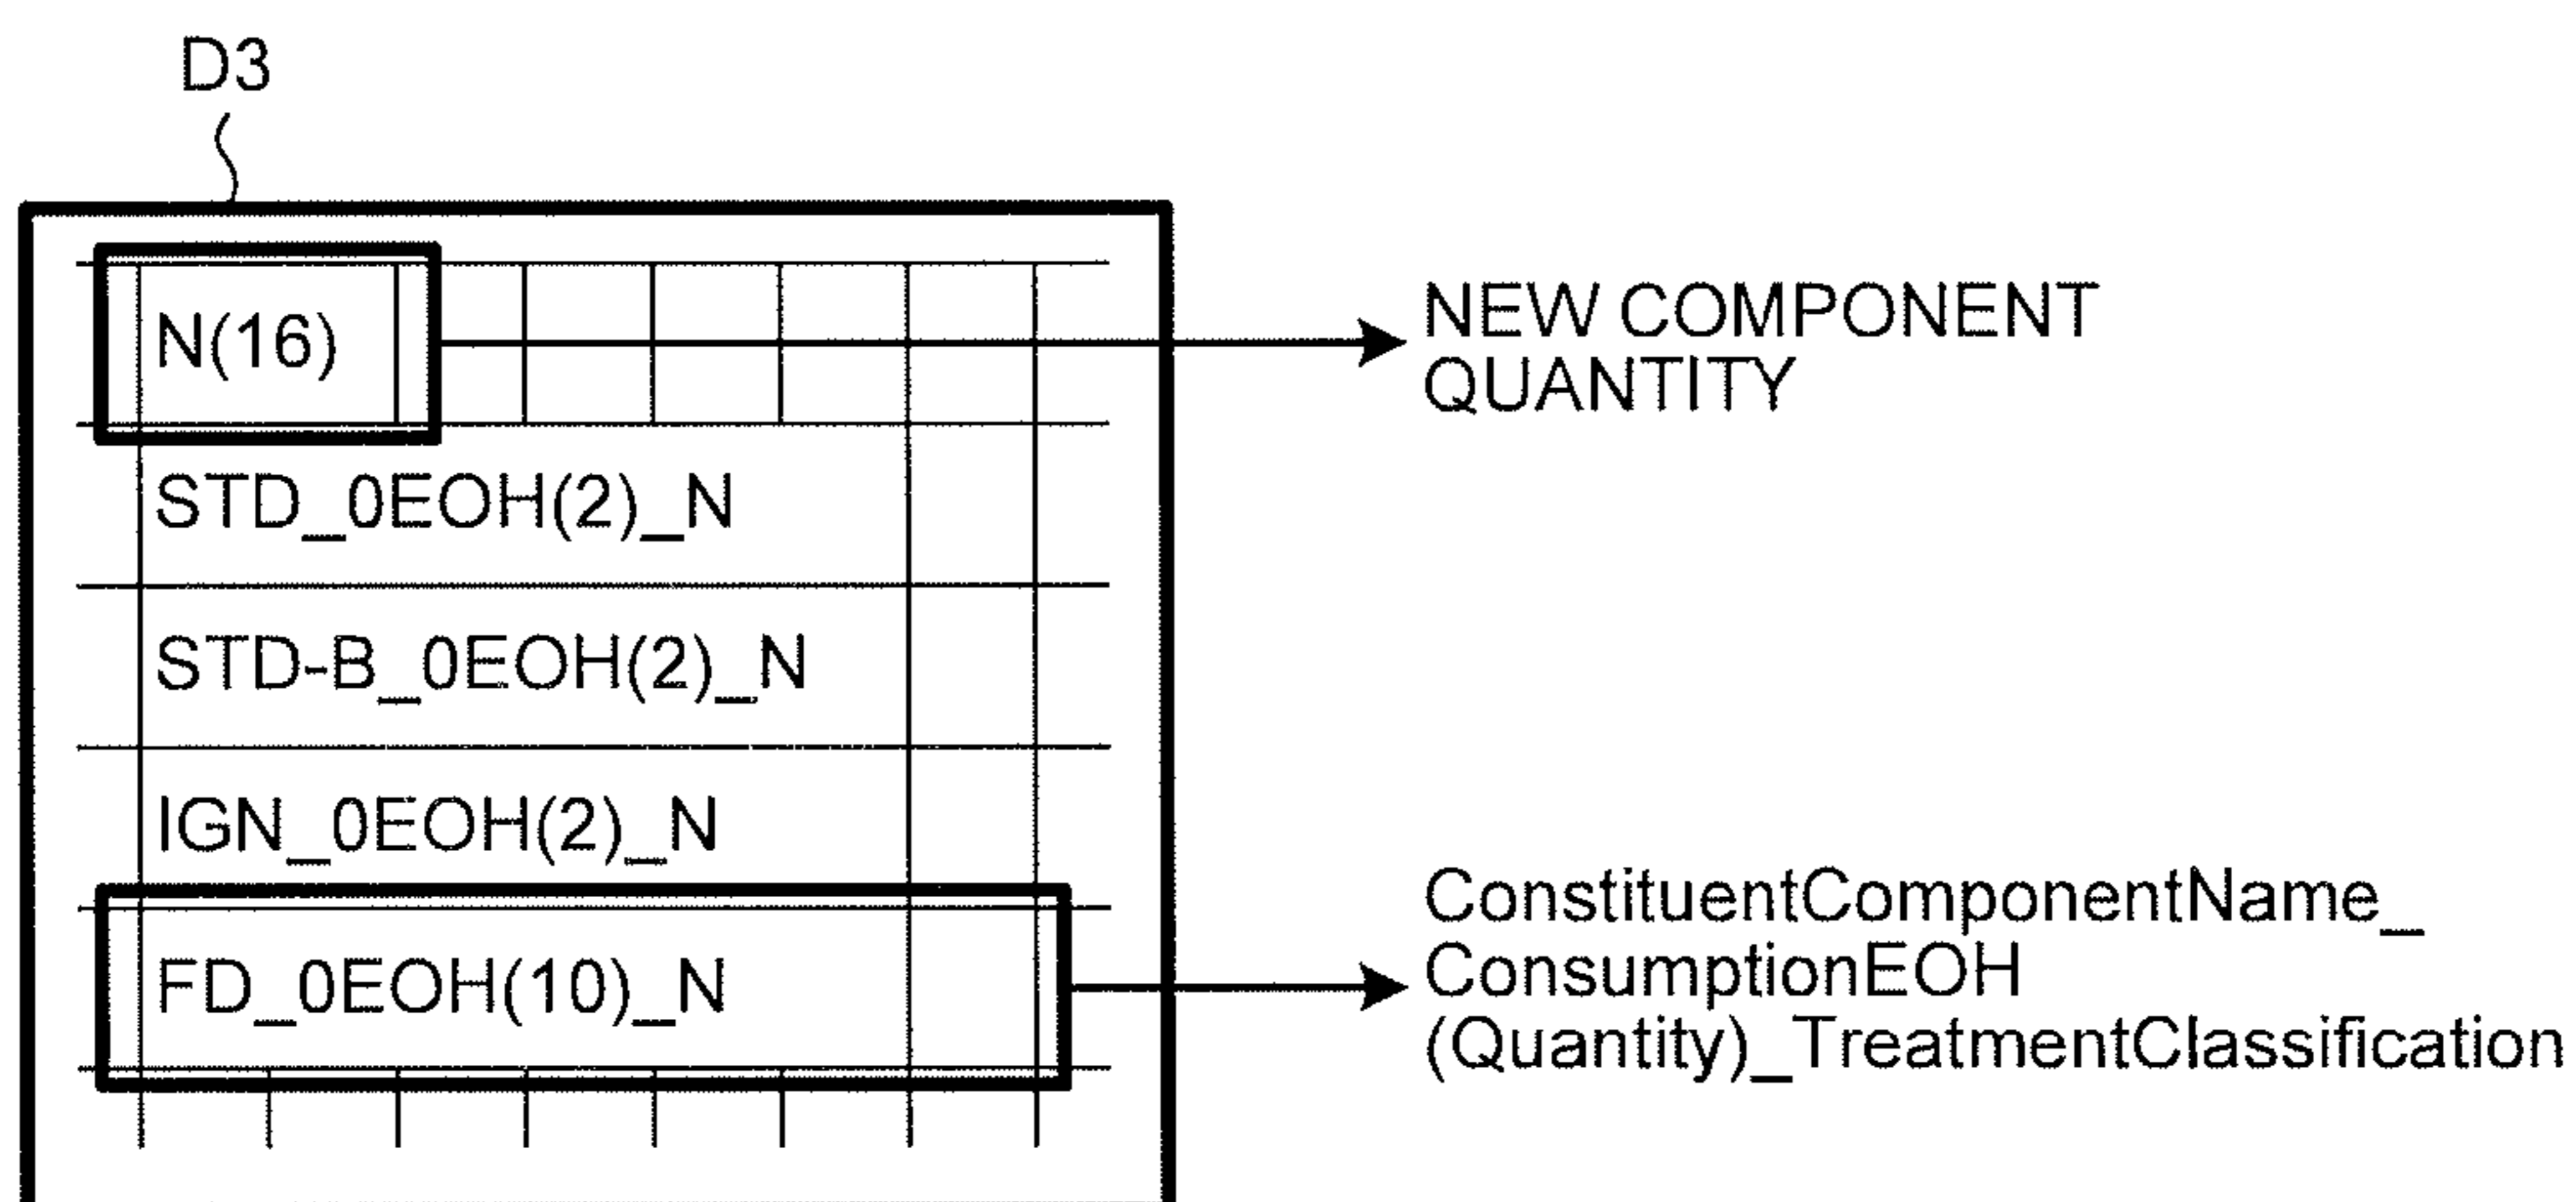 D3
N(16)
NEW COMPONENT
QUANTITY
STD_0EOH(2)_N
STD-B_0EOH(2)_N
IGN_0EOH(2)_N
FD_0EOH(10)_N
ConstituentComponentName_
ConsumptionEOH
(Quantity)_TreatmentClassification